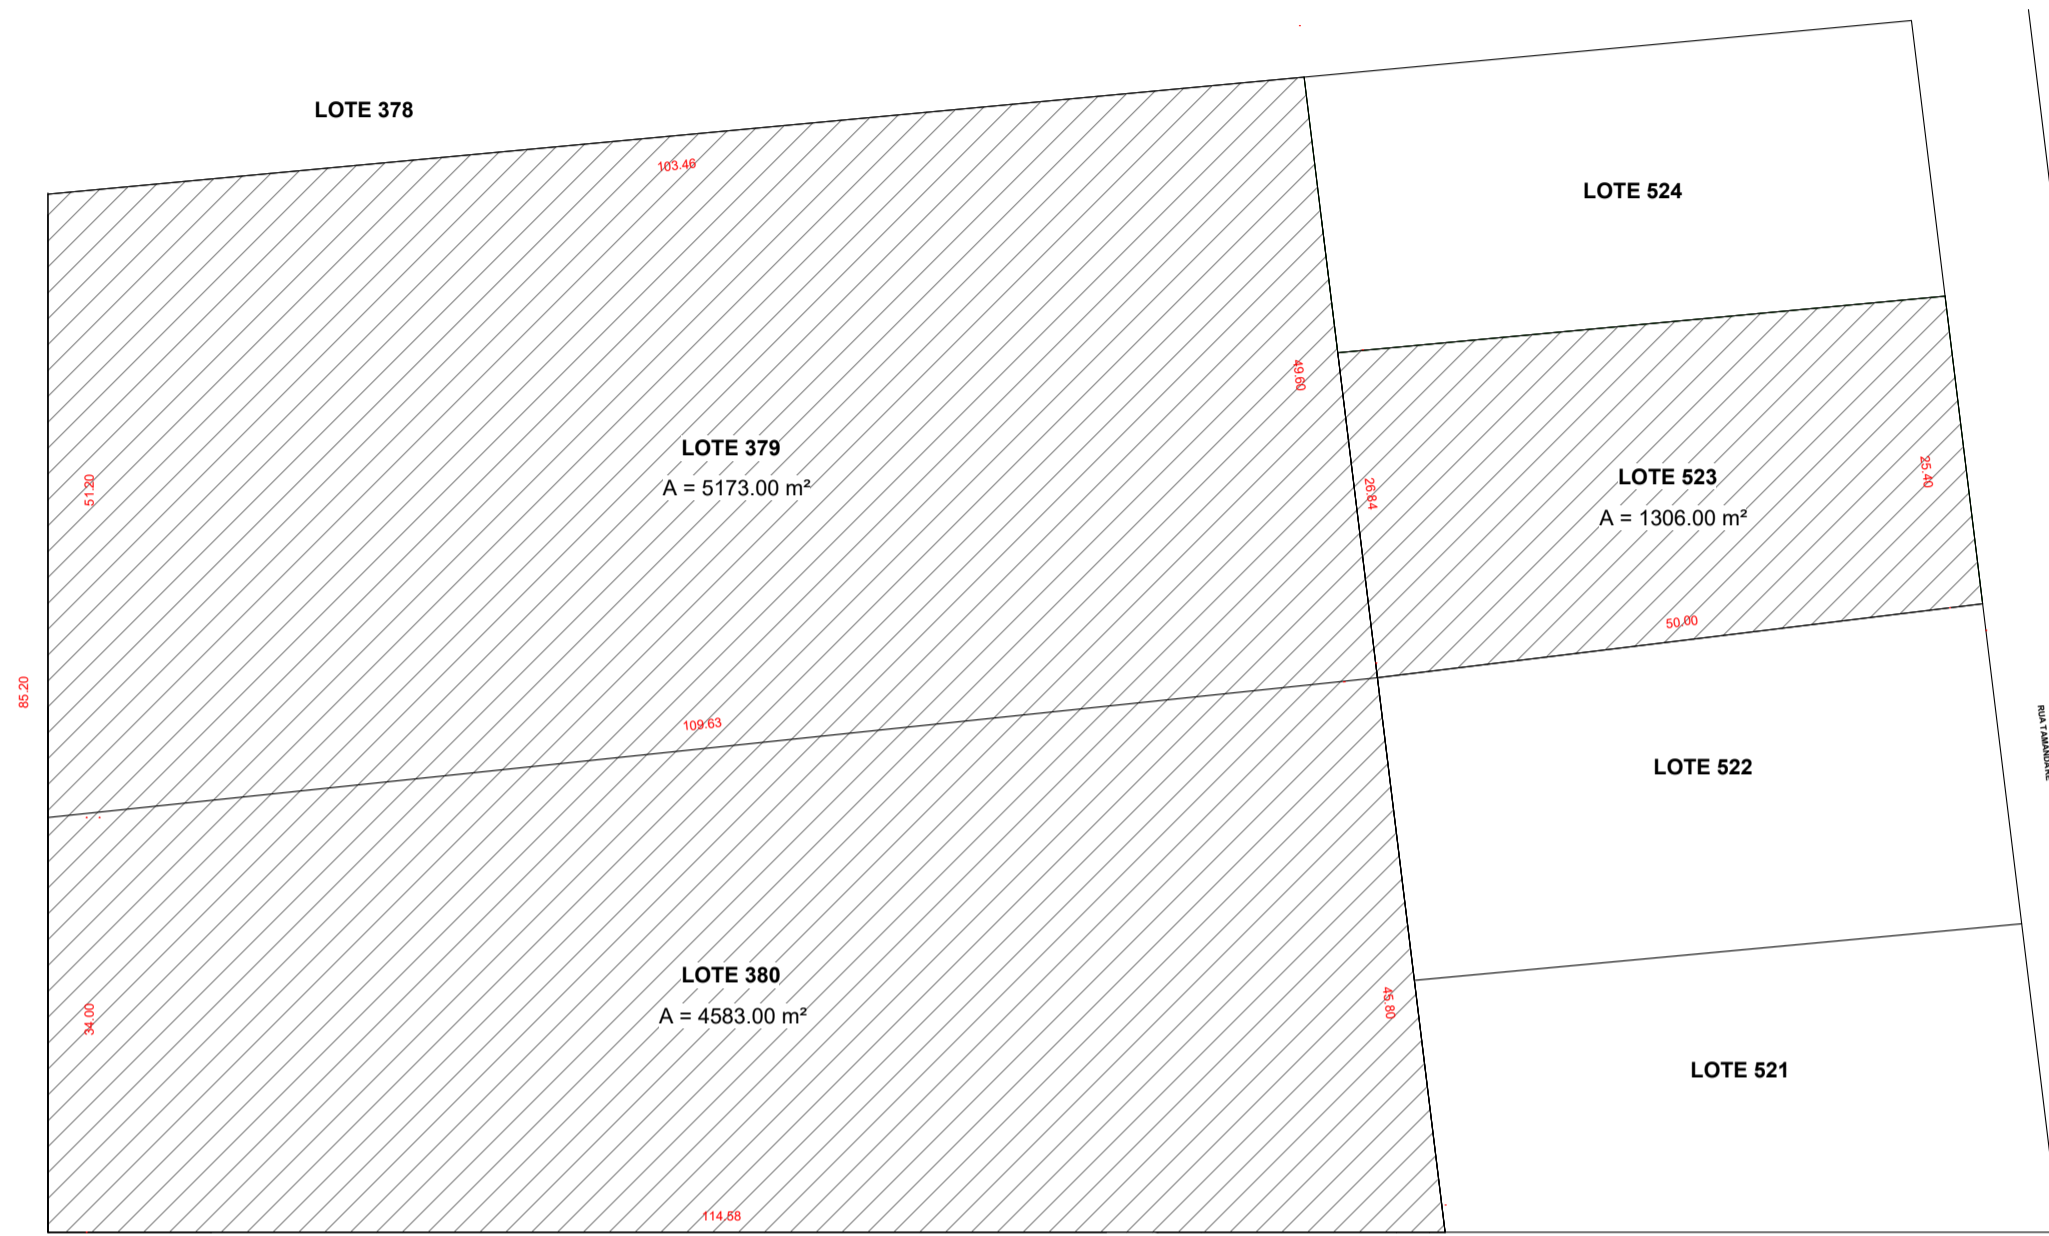 LOTE 378
103.46
LOTE 524
49.60
LOTE 379
A = 5173.00 m²
51.20
26.84
LOTE 523
A = 1306.00 m²
25.40
50.00
85.20
109.63
RUA TAMANDARE
LOTE 522
LOTE 380
A = 4583.00 m²
34.00
45.80
LOTE 521
114.58